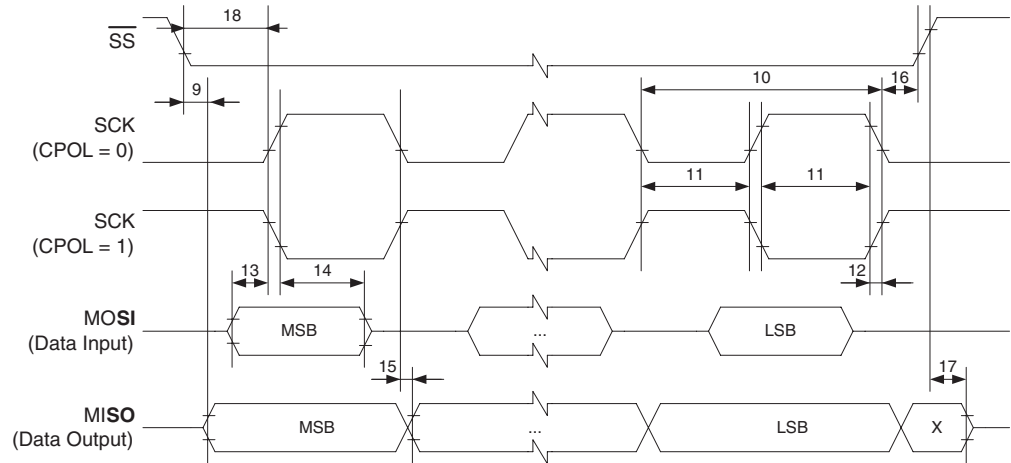 18
SS
9
10
16
SCK
(CPOL = 0)
11
11
SCK
(CPOL = 1)
13
14
12
MOSI
(Data Input)
MSB
...
LSB
15
17
MISO
(Data Output)
MSB
...
LSB
X